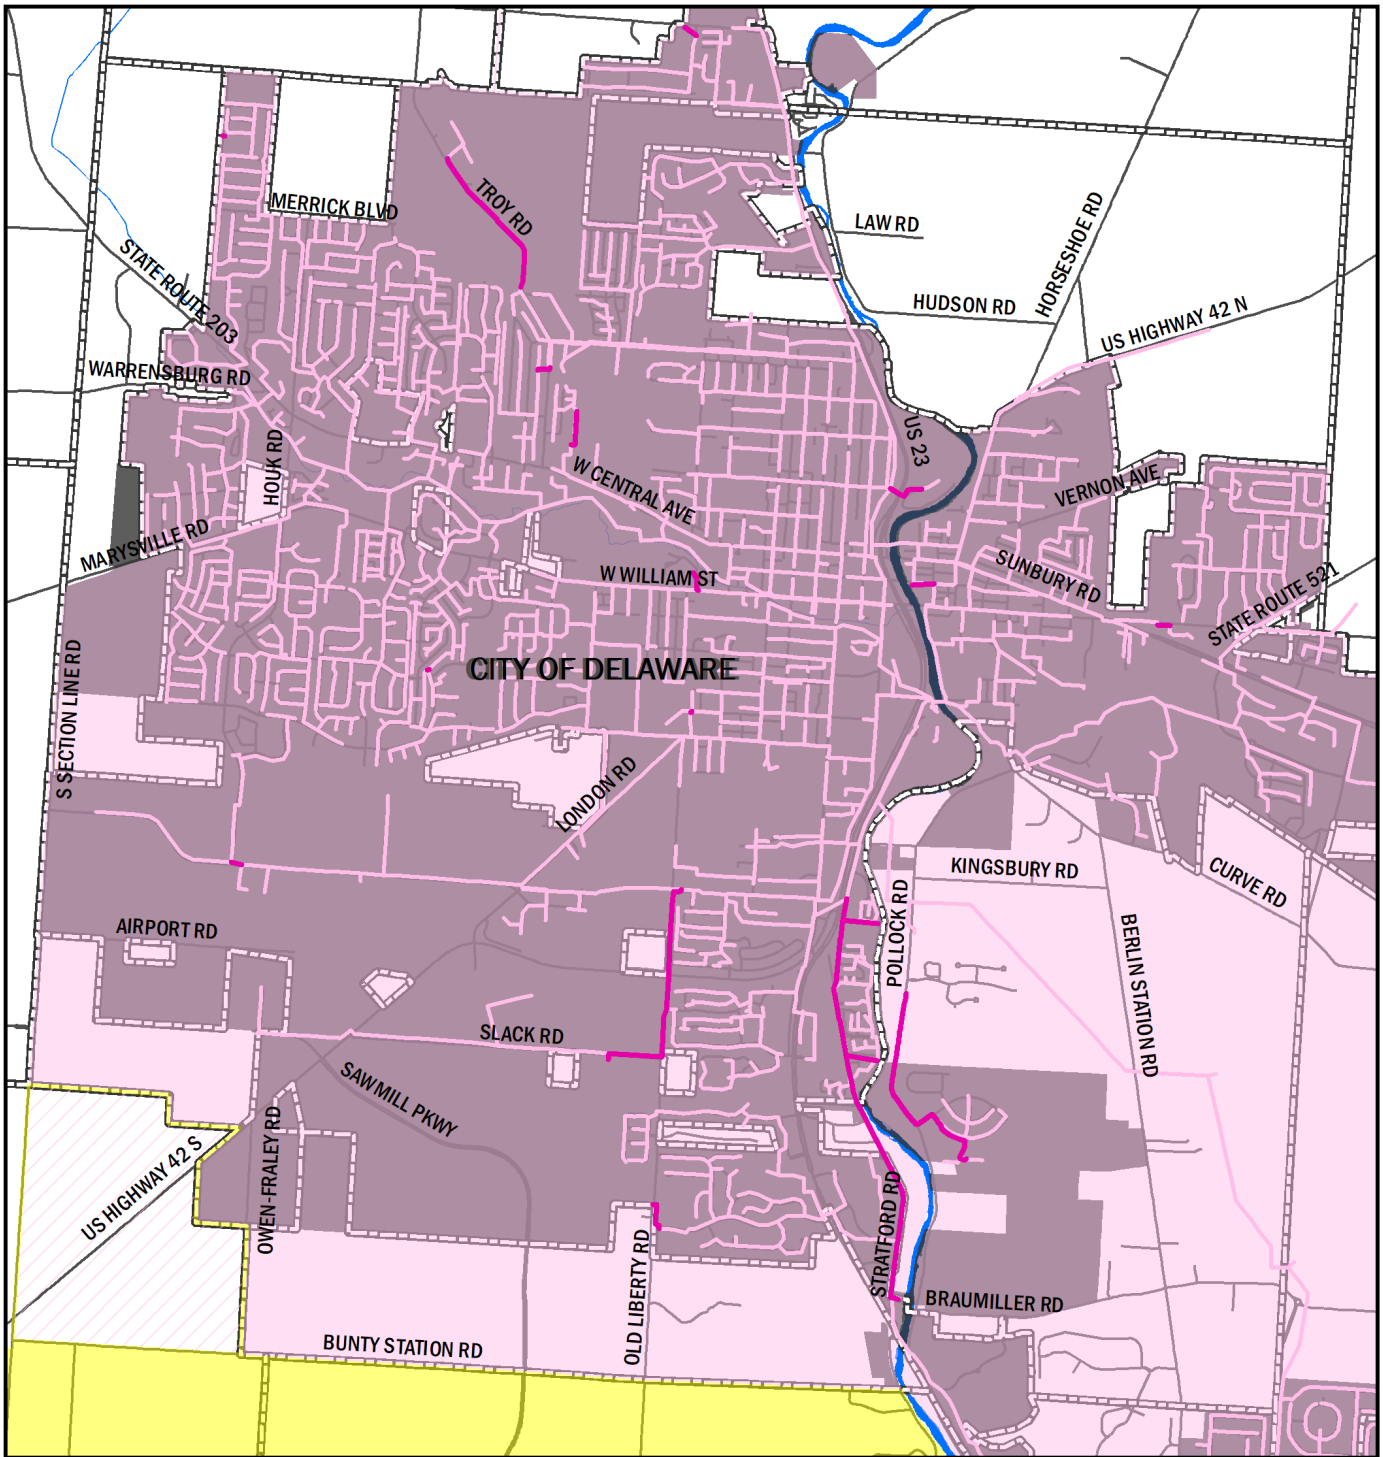 MERRICK BLVD
TROY RD
LAW RD
HORSESHOE RD
STATE ROUTE 203
HUDSON RD
US HIGHWAY 42 N
WARRENSBURG RD
HOUK RD
US 23
W CENTRAL AVE
VERNON AVE
MARYSVILLE RD
W WILLIAM ST
SUNBURY RD
STATE ROUTE 521
S SECTION LINE RD
CITY OF DELAWARE
LONDON RD
KINGSBURY RD
CURVE RD
POLLOCK RD
AIRPORT RD
BERLIN STATION RD
SLACK RD
SAWMILL PKWY
US HIGHWAY 42 S
OWEN-FRALEY RD
STRATFORD RD
OLD LIBERTY RD
BRAUMILLER RD
BUNTY STATION RD